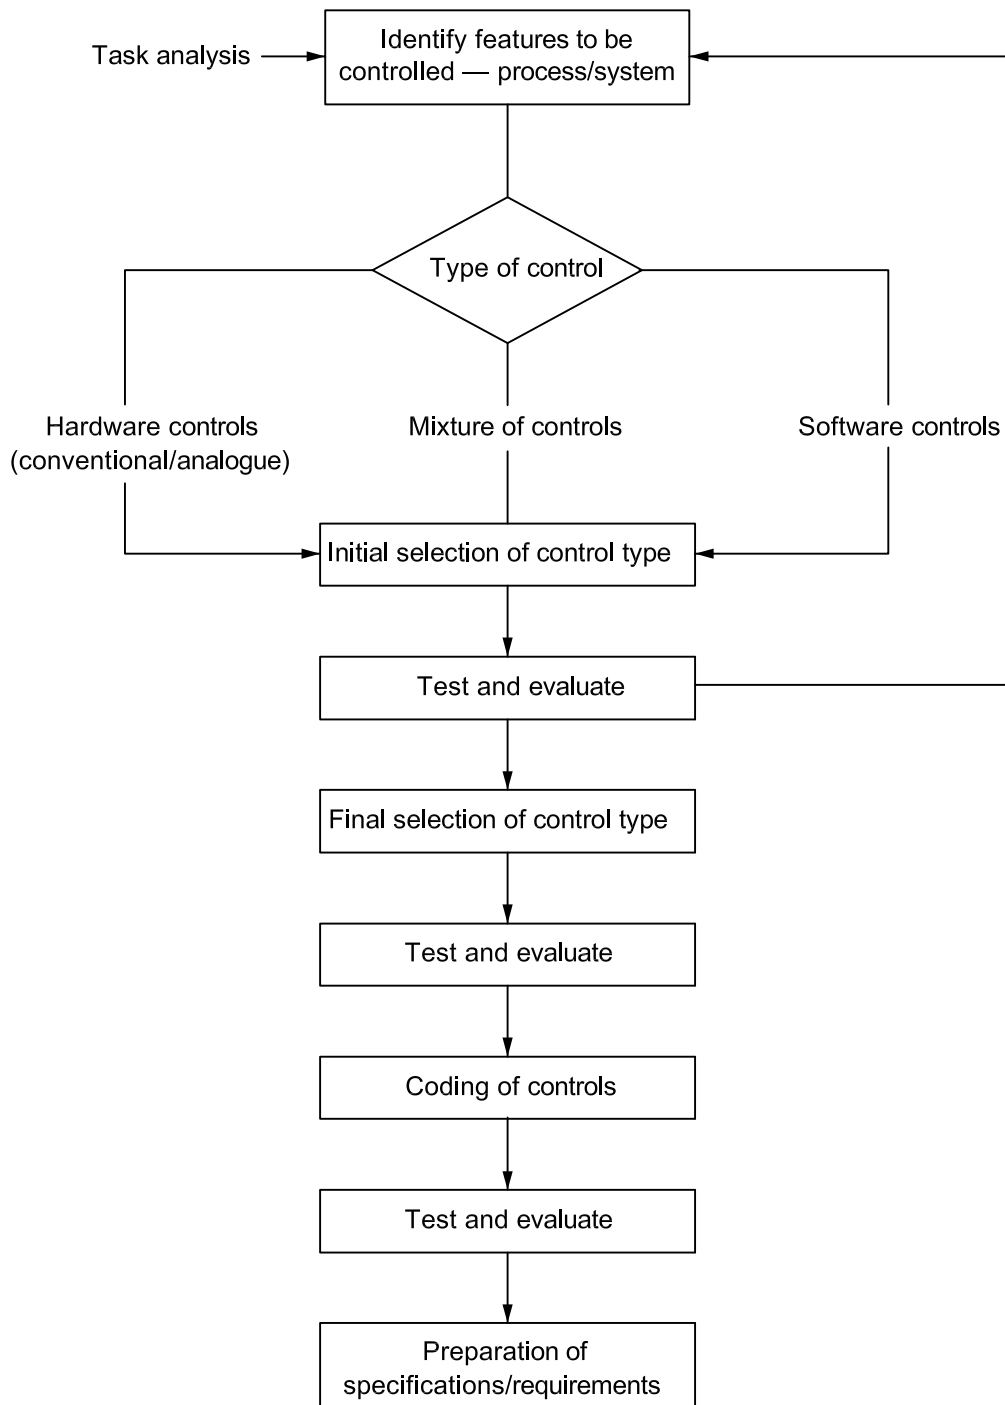 Task analysis
Identify features to be
controlled — process/system
Type of control
Hardware controls
(conventional/analogue)
Mixture of controls
Software controls
Initial selection of control type
Test and evaluate
Final selection of control type
Test and evaluate
Coding of controls
Test and evaluate
Preparation of
specifications/requirements